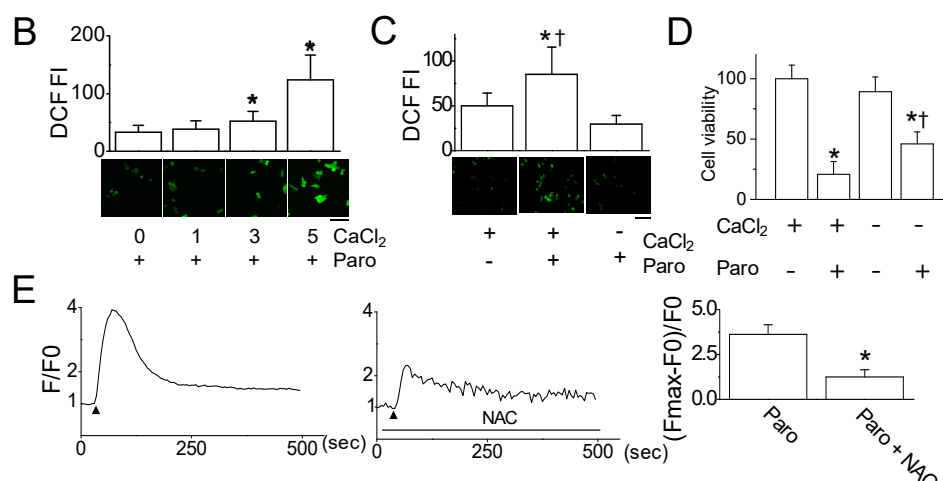 B
DCF FI
200
100
0
0 1 3 5 CaCl₂
+ + + + Paro
C
DCF FI
100
50
0
*
*
*†
+ + - CaCl₂
- + + Paro
D
Cell viability
100
50
0
*
*†
CaCl₂ + + - -
Paro - + - +
E
F/F0
4
2
1
0 250 500 (sec)
4
2
1
NAC
0 250 500 (sec)
(Fmax-F0)/F0
5.0
2.5
0.0
*
Paro
Paro + NAC